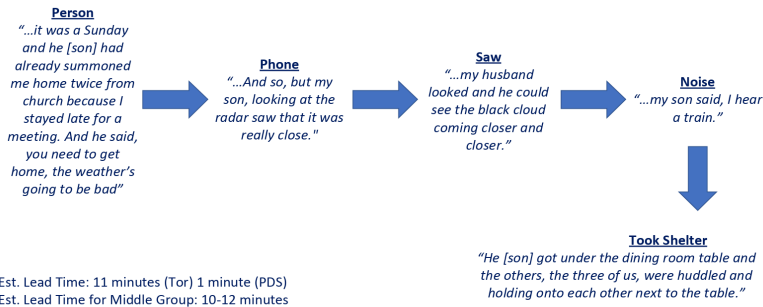 Person
“…it was a Sunday
and he [son] had
already summoned
me home twice from
church because I
stayed late for a
meeting. And he said,
you need to get
home, the weather’s
going to be bad”
Phone
“…And so, but my
son, looking at the
radar saw that it was
really close."
Saw
“…my husband
looked and he could
see the black cloud
coming closer and
closer.”
Noise
“…my son said, I hear
a train.”
Took Shelter
“He [son] got under the dining room table and
the others, the three of us, were huddled and
holding onto each other next to the table.”
Est. Lead Time: 11 minutes (Tor) 1 minute (PDS)
Est. Lead Time for Middle Group: 10-12 minutes